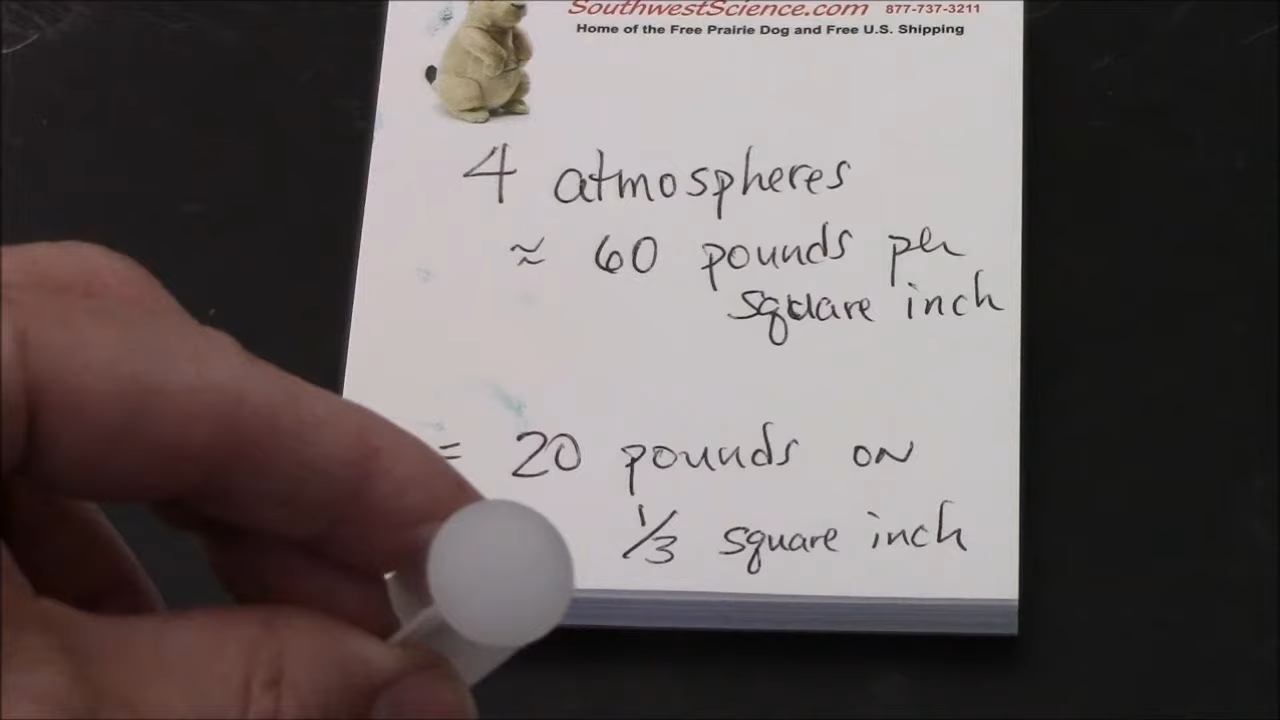 SouthwestScience.com 877-737-3211
Home of the Free Prairie Dog and Free U.S. Shipping
4 atmospheres
≈ 60 pounds per
square inch
= 20 pounds on
1/3 square inch